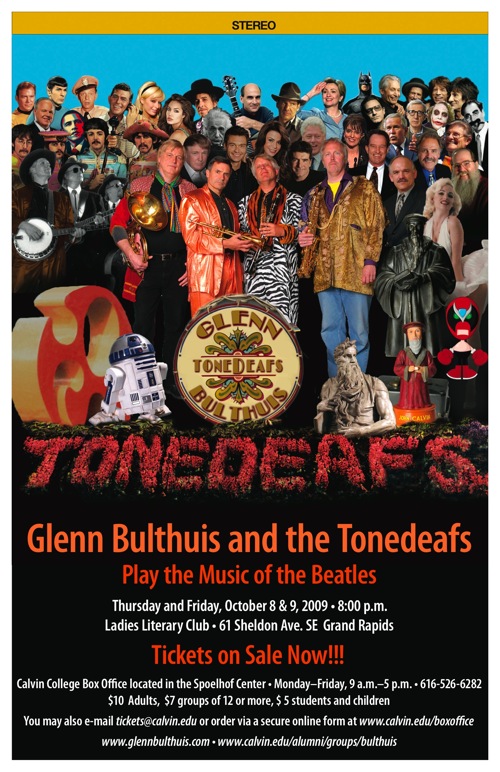 STEREO
GLENN
TONEDEAFS
BULTHUIS
JOHN CALVIN
TONEDEAFS
Glenn Bulthuis and the Tonedeafs
Play the Music of the Beatles
Thursday and Friday, October 8 & 9, 2009 • 8:00 p.m.
Ladies Literary Club • 61 Sheldon Ave. SE Grand Rapids
Tickets on Sale Now!!!
Calvin College Box Office located in the Spoelhof Center • Monday–Friday, 9 a.m.–5 p.m. • 616-526-6282
$10 Adults, $7 groups of 12 or more, $ 5 students and children
You may also e-mail tickets@calvin.edu or order via a secure online form at www.calvin.edu/boxoffice
www.glennbulthuis.com • www.calvin.edu/alumni/groups/bulthuis